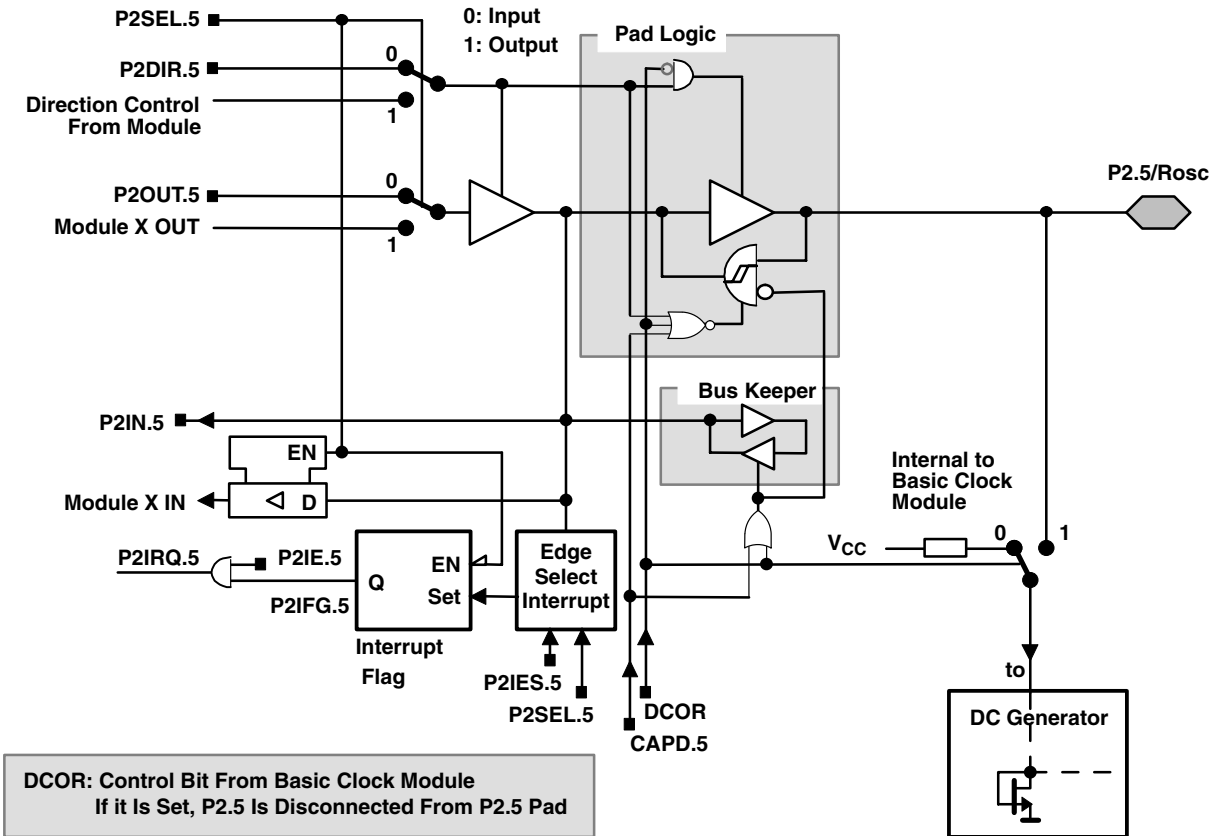 P2SEL.5
0: Input
1: Output
Pad Logic
P2DIR.5
0
Direction Control
From Module
1
P2OUT.5
0
Module X OUT
1
P2.5/Rosc
P2IN.5
Bus Keeper
EN
Module X IN
D
Internal to
Basic Clock
Module
VCC
0
1
P2IRQ.5
P2IE.5
P2IFG.5
Q
EN
Set
Interrupt
Flag
Edge
Select
Interrupt
P2IES.5
P2SEL.5
DCOR
CAPD.5
to
DC Generator
DCOR: Control Bit From Basic Clock Module
If it Is Set, P2.5 Is Disconnected From P2.5 Pad